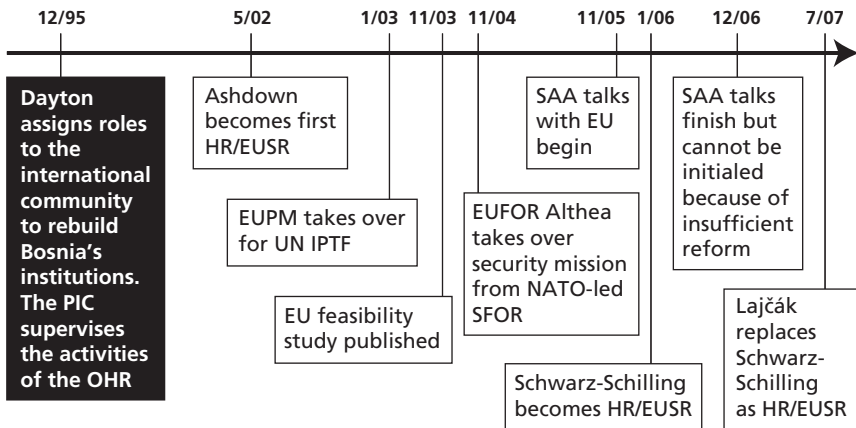 12/95 5/02 1/03 11/03 11/04 11/05 1/06 12/06 7/07
Dayton
assigns roles
to the
international
community
to rebuild
Bosnia’s
institutions.
The PIC
supervises
the activities
of the OHR
Ashdown
becomes first
HR/EUSR
EUPM takes over
for UN IPTF
EU feasibility
study published
EUFOR Althea
takes over
security mission
from NATO-led
SFOR
SAA talks
with EU
begin
Schwarz-Schilling
becomes HR/EUSR
SAA talks
finish but
cannot be
initialed
because of
insufficient
reform
Lajčák
replaces
Schwarz-
Schilling
as HR/EUSR